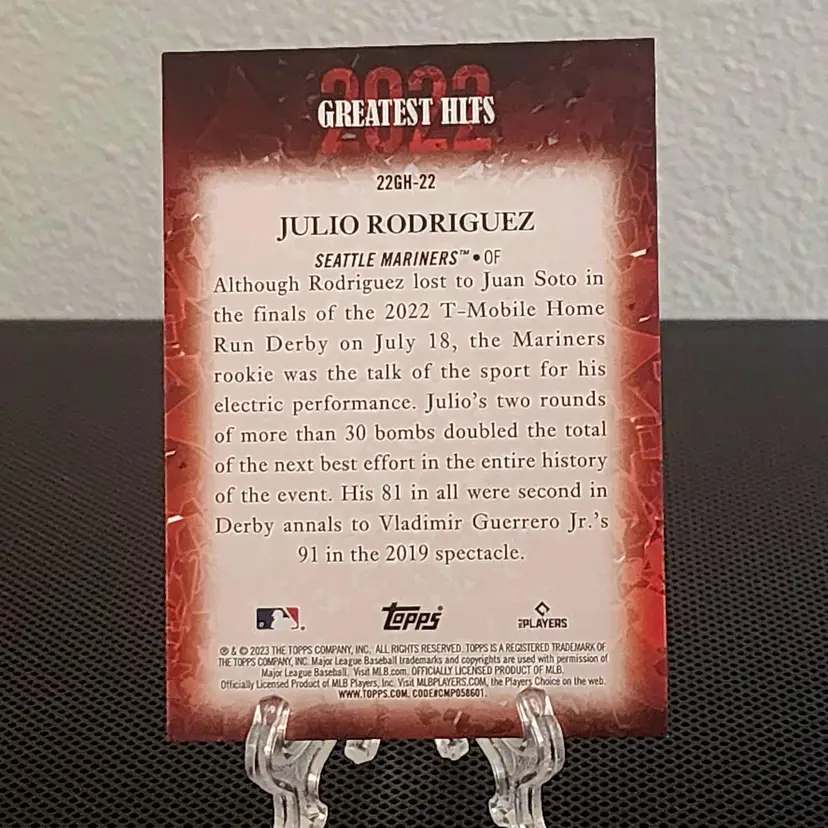 2022
GREATEST HITS
22GH-22
JULIO RODRIGUEZ
SEATTLE MARINERS™ • OF
Although Rodriguez lost to Juan Soto in
the finals of the 2022 T-Mobile Home
Run Derby on July 18, the Mariners
rookie was the talk of the sport for his
electric performance. Julio's two rounds
of more than 30 bombs doubled the total
of the next best effort in the entire history
of the event. His 81 in all were second in
Derby annals to Vladimir Guerrero Jr.'s
91 in the 2019 spectacle.
topps
PLAYERS
® & © 2023 THE TOPPS COMPANY, INC. ALL RIGHTS RESERVED. TOPPS IS A REGISTERED TRADEMARK OF
THE TOPPS COMPANY, INC. Major League Baseball trademarks and copyrights are used with permission of
Major League Baseball. Visit MLB.com. OFFICIALLY LICENSED PRODUCT OF MLB.
Officially Licensed Product of MLB Players, Inc. Visit MLBPLAYERS.COM, the Players Choice on the web.
WWW.TOPPS.COM. CODE#CMP058601.